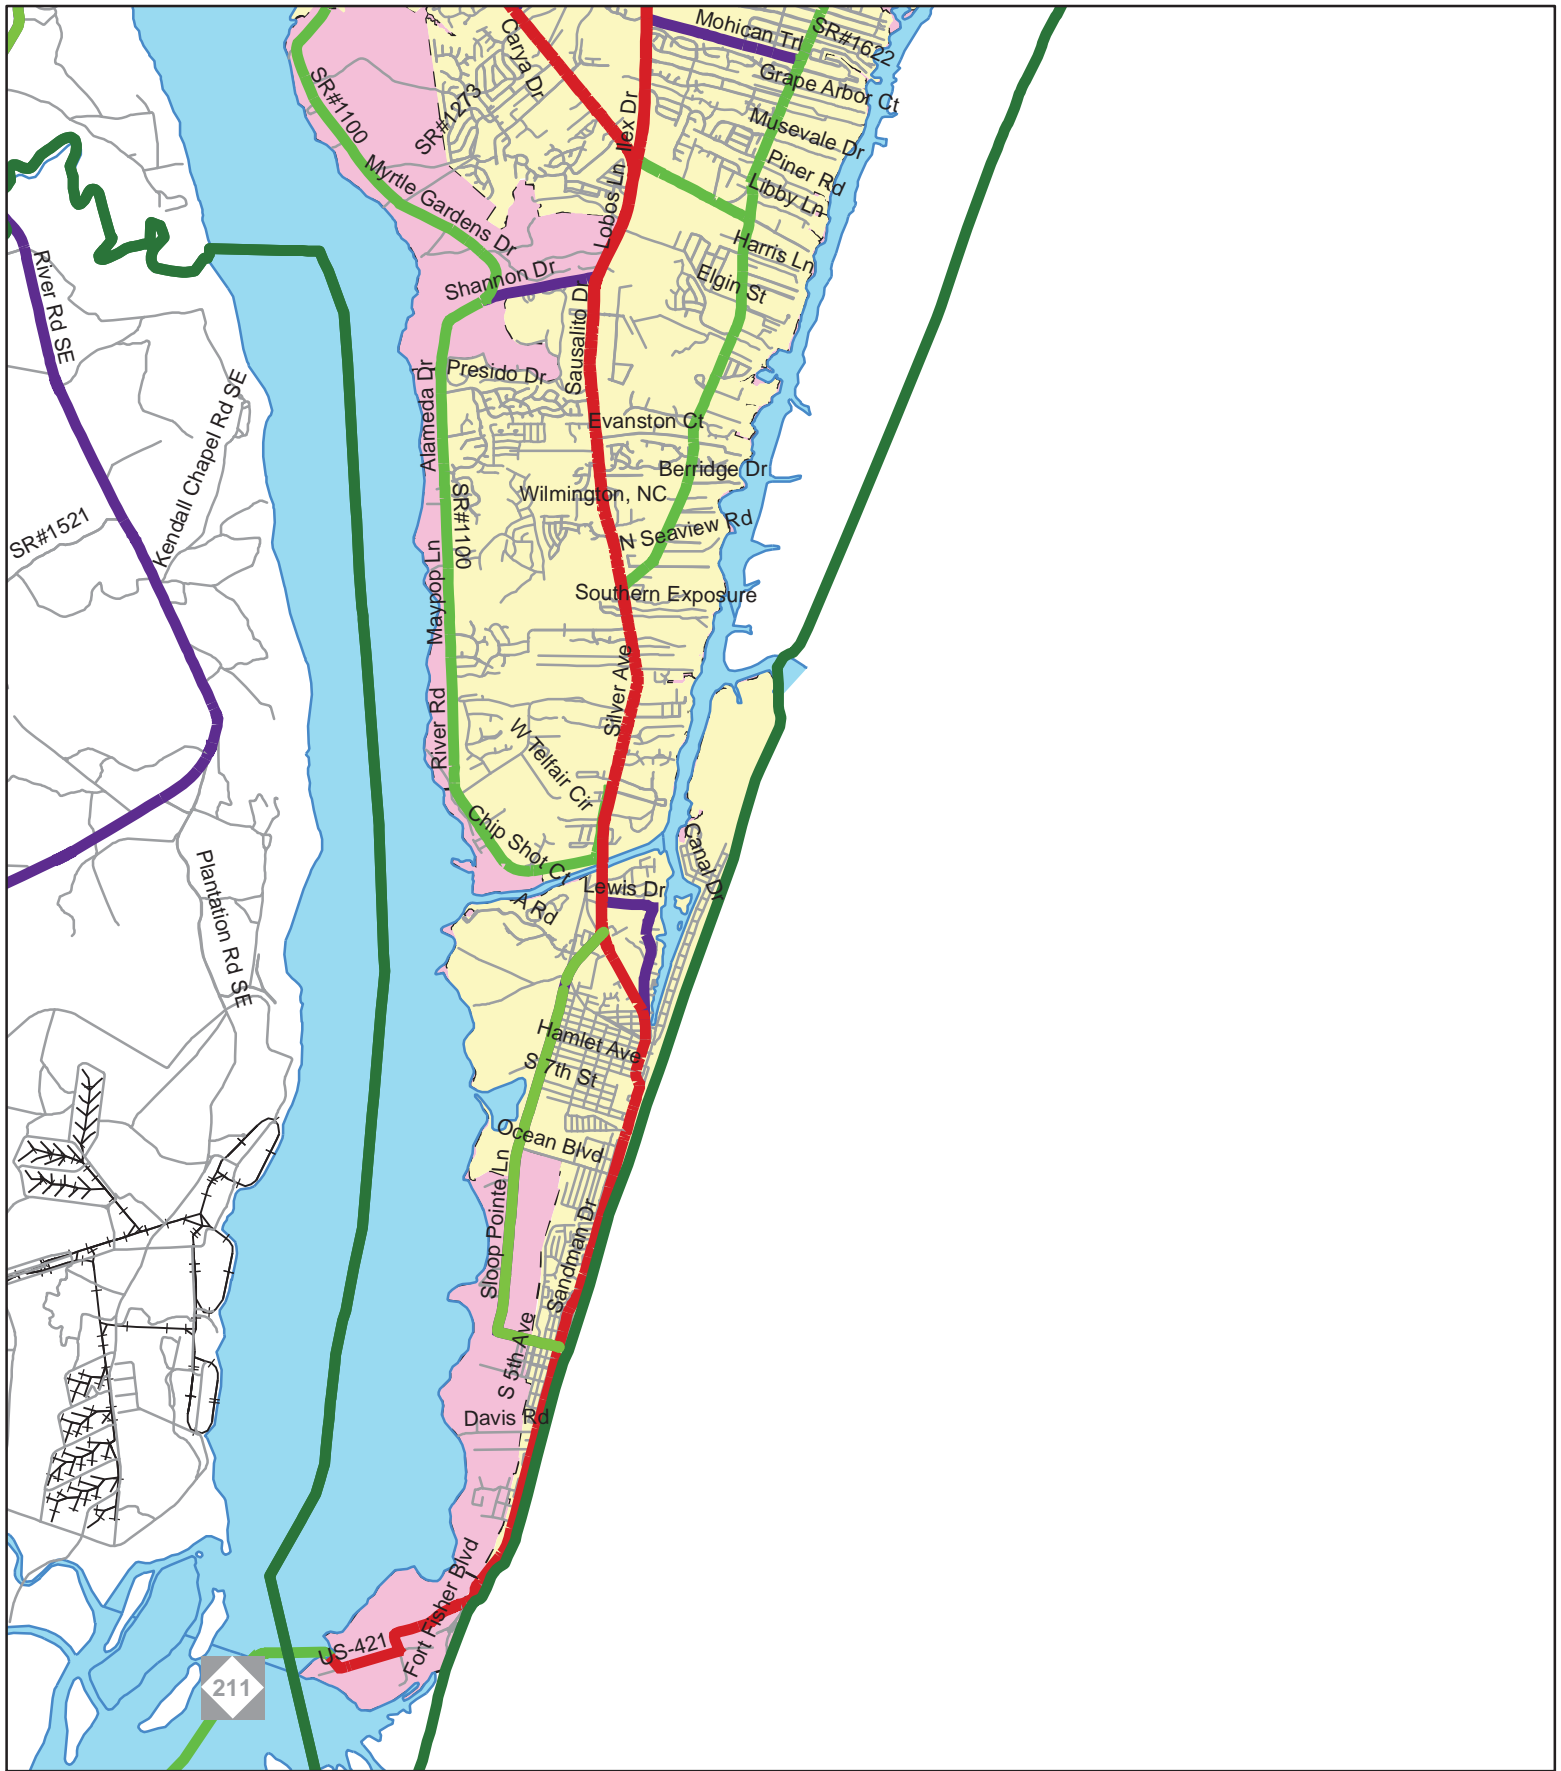 Mohican Trl
SR#1622
Carya Dr
Grape Arbor Ct
SR#1100
SR#1273
Ilex Dr
Musevale Dr
Piner Rd
Libby Ln
Myrtle Gardens Dr
Lobos Ln
Harris Ln
River Rd SE
Shannon Dr
Elgin St
Sausalito Dr
Presido Dr
Alameda Dr
Kendall Chapel Rd SE
Evanston Ct
Berridge Dr
Wilmington, NC
SR#1521
SR#1100
N Seaview Rd
Maypop Ln
Southern Exposure
Silver Ave
River Rd
W Telfair Cir
Chip Shot Ct
Canal Dr
Plantation Rd SE
Lewis Dr
A Rd
Hamlet Ave
S 7th St
Ocean Blvd
Sloop Pointe Ln
Sandman Dr
S 5th Ave
Davis Rd
Fort Fisher Blvd
US-421
211